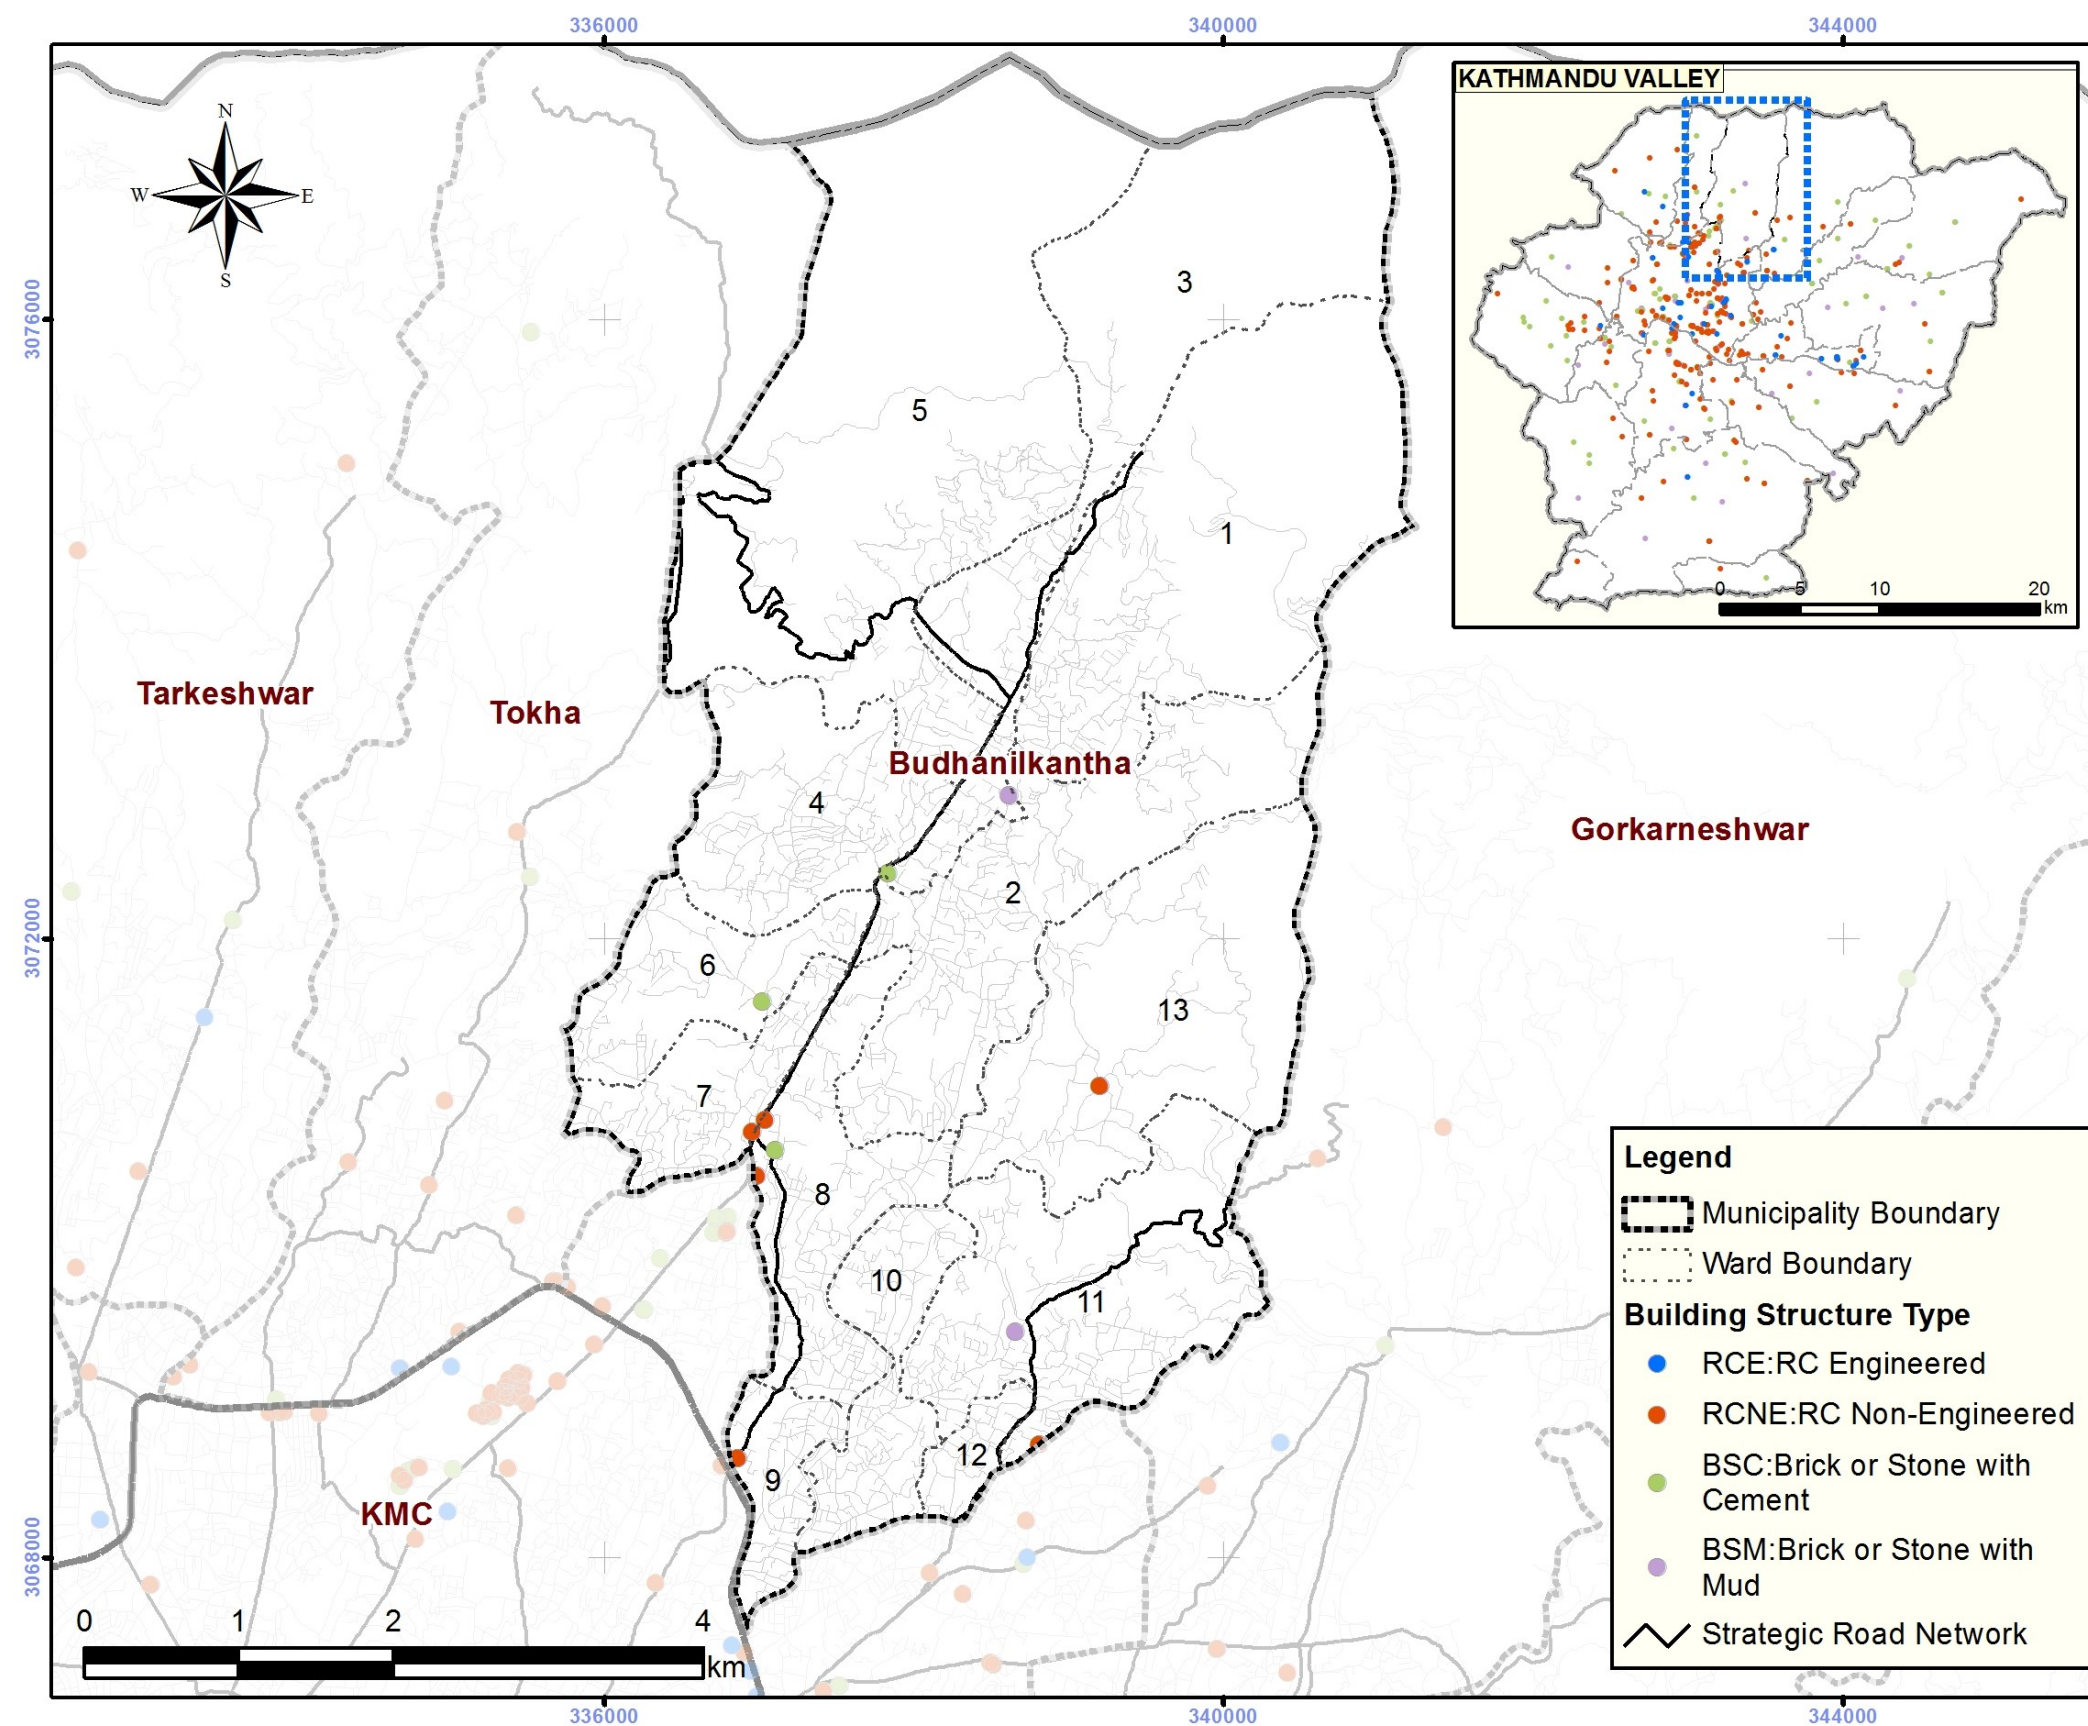 336000
340000
344000
KATHMANDU VALLEY
N
W
E
S
3
3076000
5
1
0
5
10
20
km
Tarkeshwar
Tokha
Budhanilkantha
4
Gorkarneshwar
2
3072000
6
13
7
8
10
11
12
9
KMC
3068000
Legend
Municipality Boundary
Ward Boundary
Building Structure Type
RCE:RC Engineered
RCNE:RC Non-Engineered
BSC:Brick or Stone with
Cement
BSM:Brick or Stone with
Mud
Strategic Road Network
0
1
2
4
km
336000
340000
344000